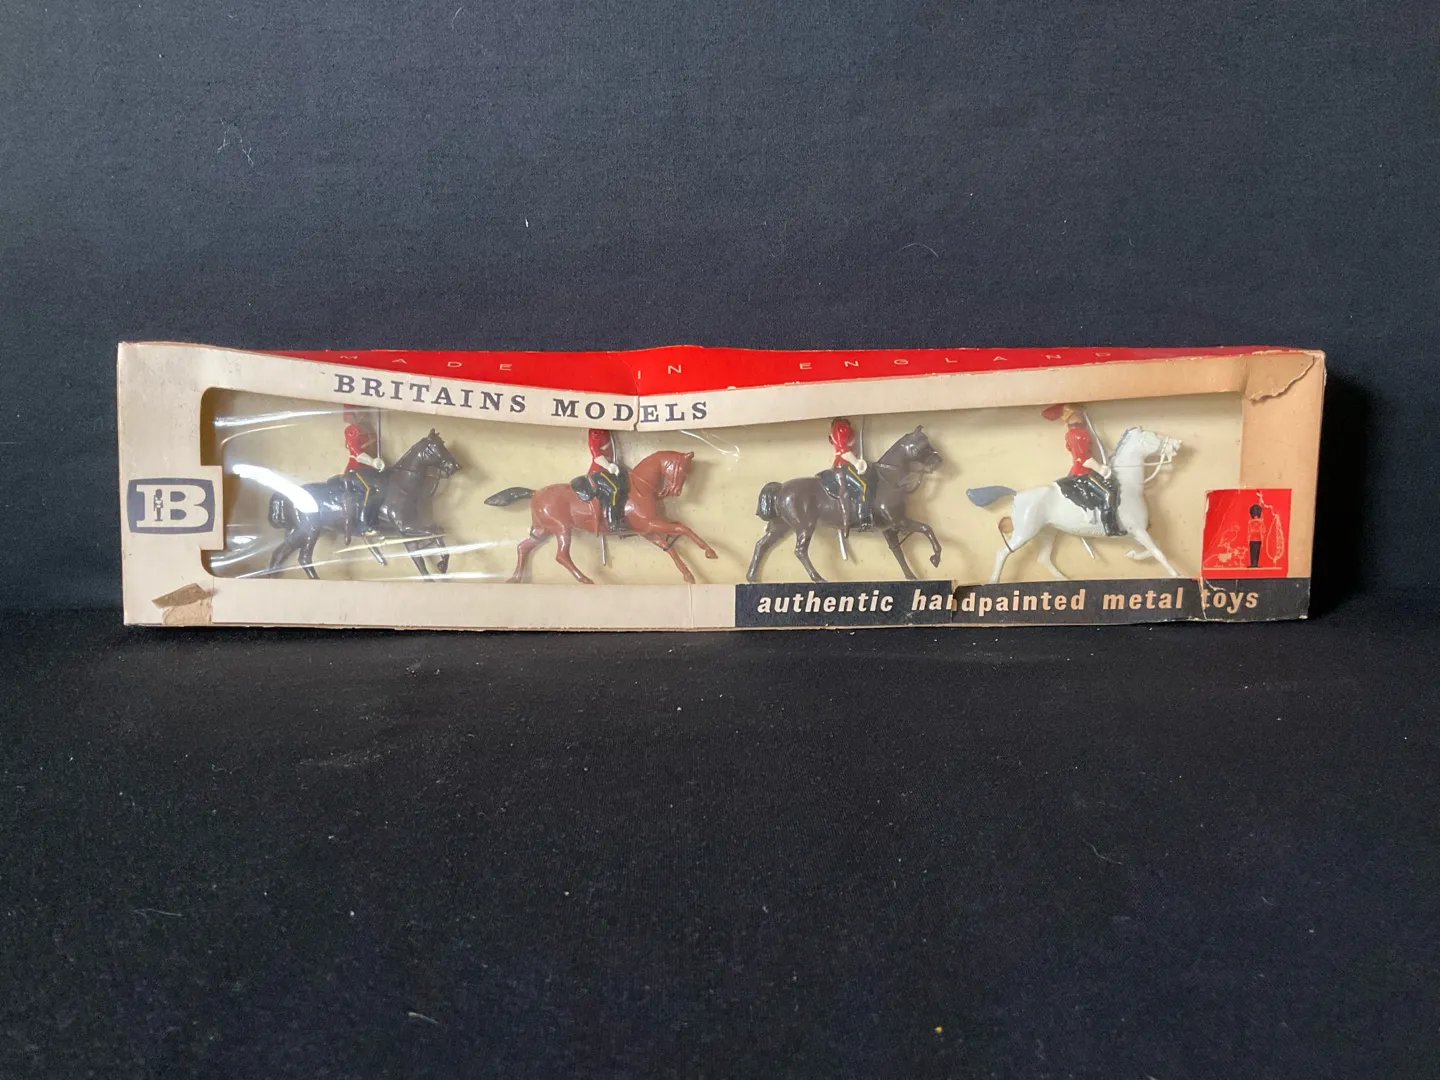 MADE IN ENGLAND
BRITAINS MODELS
B
authentic handpainted metal toys